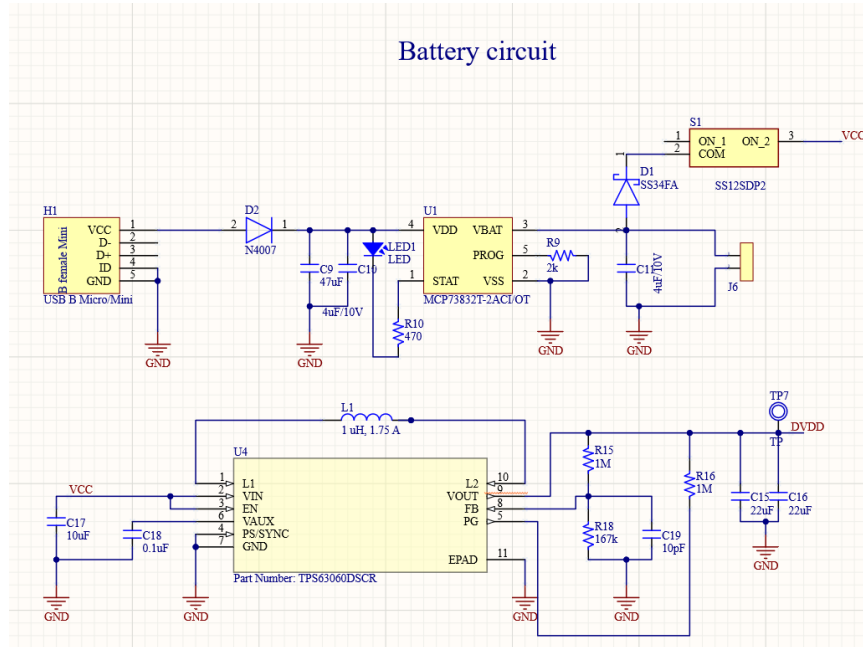 Battery circuit
S1
1
ON_1
ON_2
3
VCC
2
COM
SS12SDP2
1
D1
SS34FA
2
H1
B female Mini
VCC
1
D-
2
D+
3
ID
4
GND
5
USB B Micro/Mini
D2
2
1
N4007
C9
47uF
C10
4uF/10V
LED1
LED
R10
470
U1
4
VDD
VBAT
3
PROG
5
1
STAT
VSS
2
MCP73832T-2ACI/OT
R9
2k
C11
4uF/10V
J6
GND
GND
GND
GND
L1
1 uH, 1.75 A
U4
1
L1
L2
10
2
VIN
VOUT
9
3
EN
FB
8
6
VAUX
PG
5
4
PS/SYNC
7
GND
EPAD
11
Part Number: TPS63060DSCR
VCC
C17
10uF
C18
0.1uF
R15
1M
R18
167k
C19
10pF
R16
1M
TP7
TP
DVDD
C15
22uF
C16
22uF
GND
GND
GND
GND
GND